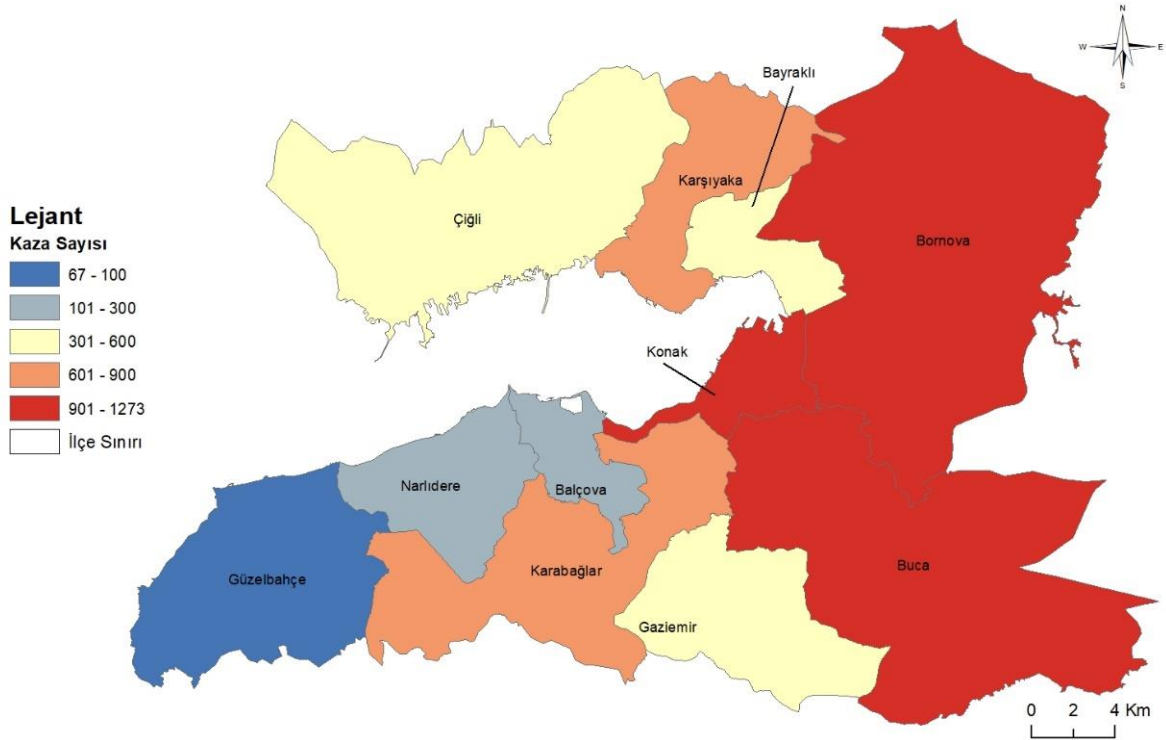 N
W E
S
Bayraklı
Karşıyaka
Çiğli
Bornova
Lejant
Kaza Sayısı
67 - 100
101 - 300
301 - 600
601 - 900
901 - 1273
İlçe Sınırı
Konak
Narlıdere
Balçova
Güzelbahçe
Karabağlar
Buca
Gaziemir
0 2 4 Km